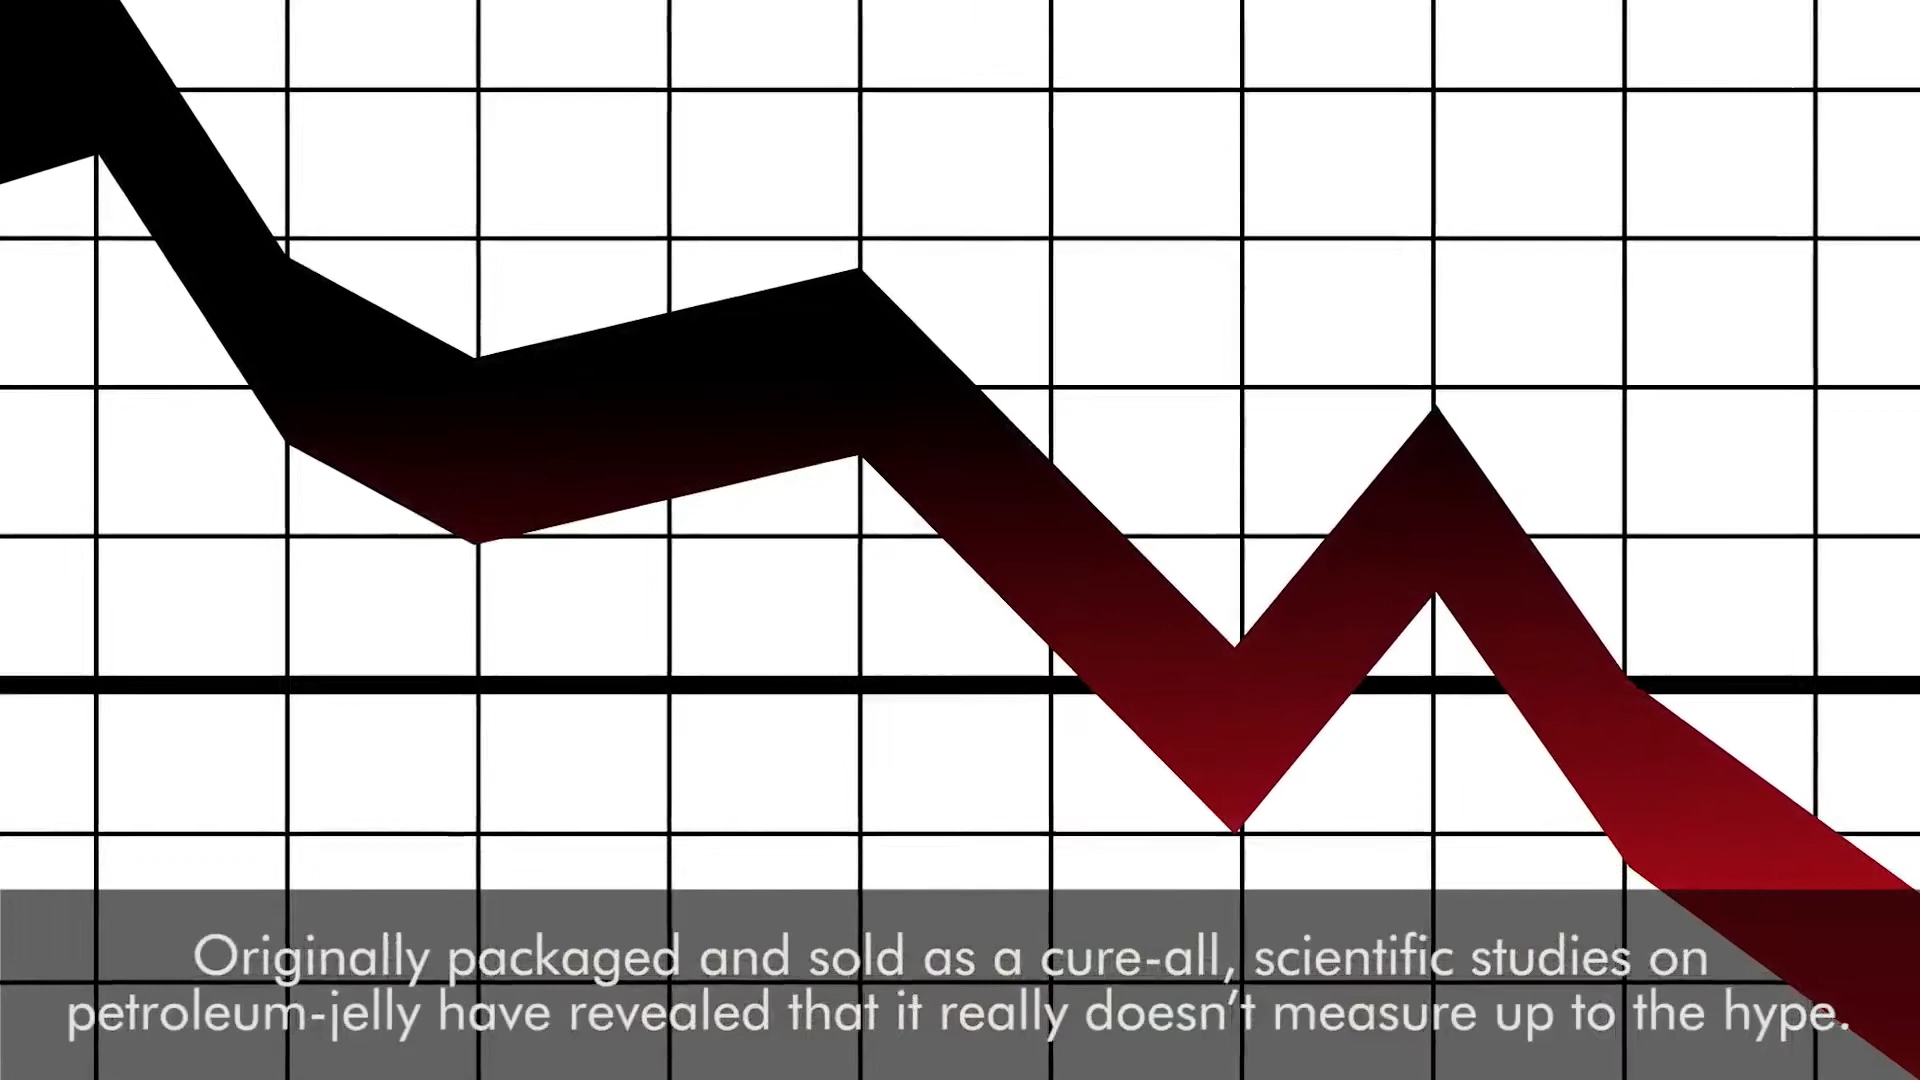 Originally packaged and sold as a cure-all, scientific studies on
petroleum-jelly have revealed that it really doesn’t measure up to the hype.